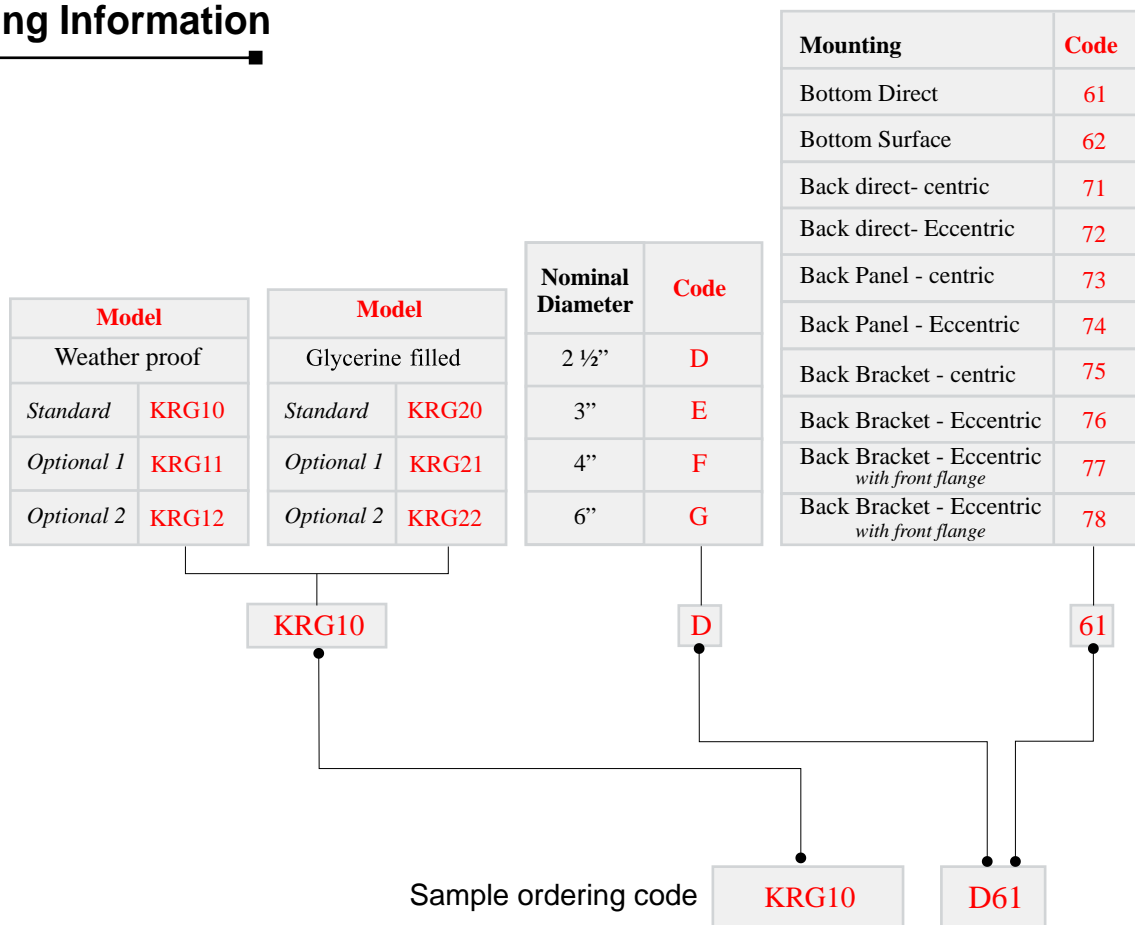 ng Information
Mounting Code
Bottom Direct 61
Bottom Surface 62
Back direct- centric 71
Back direct- Eccentric 72
Back Panel - centric 73
Back Panel - Eccentric 74
Back Bracket - centric 75
Back Bracket - Eccentric 76
Back Bracket - Eccentric 77
with front flange
Back Bracket - Eccentric 78
with front flange
Nominal Diameter Code
2 ½” D
3” E
4” F
6” G
Model
Weather proof
Standard KRG10
Optional 1 KRG11
Optional 2 KRG12
Model
Glycerine filled
Standard KRG20
Optional 1 KRG21
Optional 2 KRG22
KRG10 D 61
Sample ordering code KRG10 D61